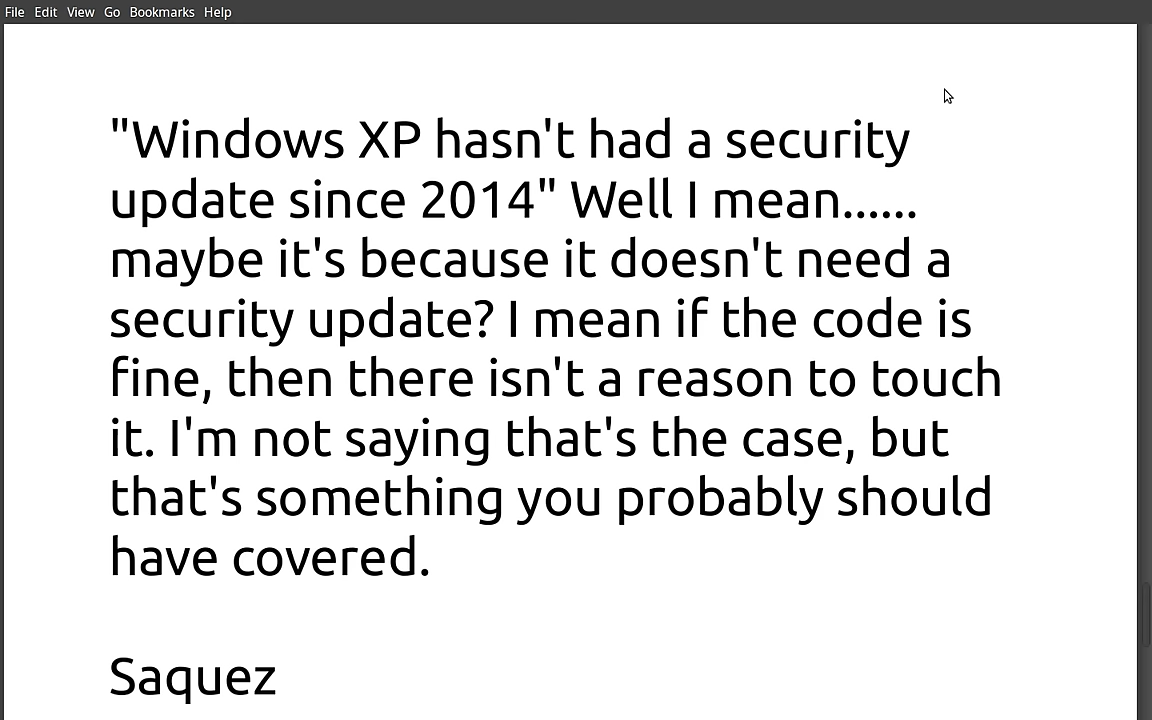 File Edit View Go Bookmarks Help
"Windows XP hasn't had a security
update since 2014" Well I mean......
maybe it's because it doesn't need a
security update? I mean if the code is
fine, then there isn't a reason to touch
it. I'm not saying that's the case, but
that's something you probably should
have covered.
Saquez